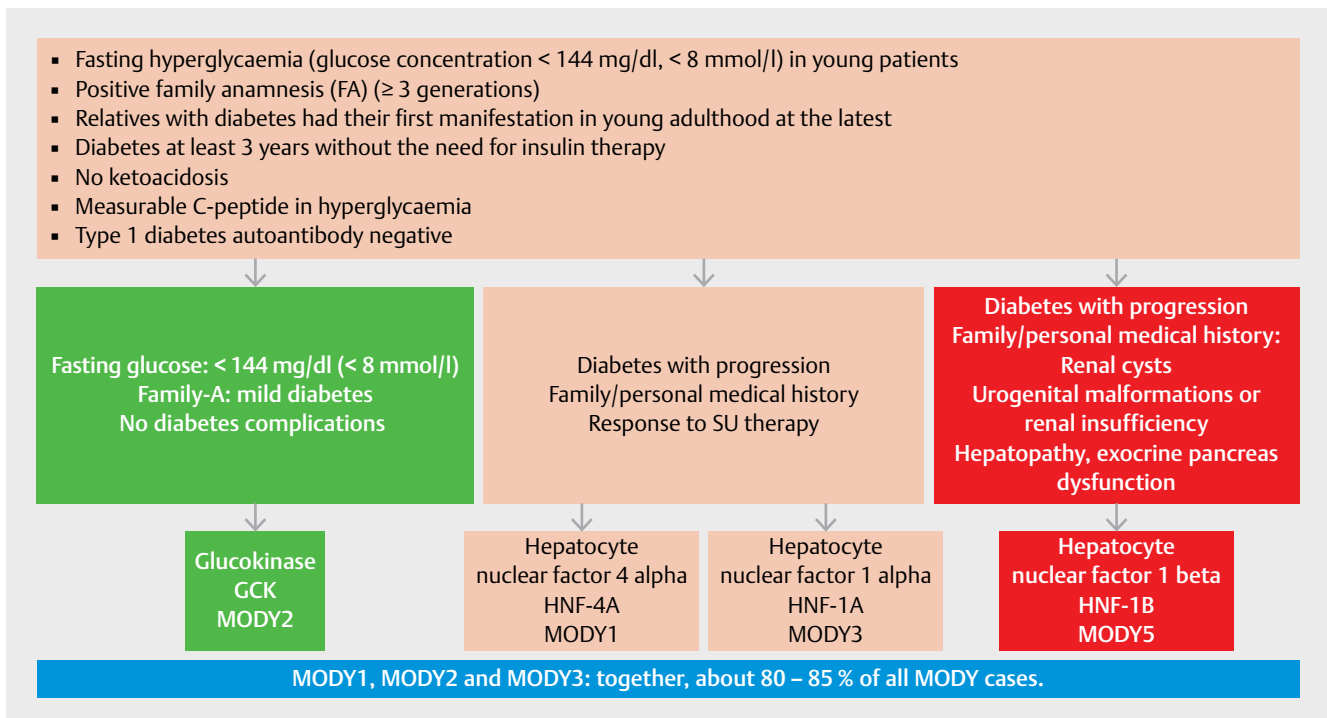 ▪ Fasting hyperglycaemia (glucose concentration < 144 mg/dl, < 8 mmol/l) in young patients
▪ Positive family anamnesis (FA) (≥ 3 generations)
▪ Relatives with diabetes had their first manifestation in young adulthood at the latest
▪ Diabetes at least 3 years without the need for insulin therapy
▪ No ketoacidosis
▪ Measurable C-peptide in hyperglycaemia
▪ Type 1 diabetes autoantibody negative
Fasting glucose: < 144 mg/dl (< 8 mmol/l)
Family-A: mild diabetes
No diabetes complications
Diabetes with progression
Family/personal medical history
Response to SU therapy
Diabetes with progression
Family/personal medical history:
Renal cysts
Urogenital malformations or
renal insufficiency
Hepatopathy, exocrine pancreas
dysfunction
Glucokinase
GCK
MODY2
Hepatocyte
nuclear factor 4 alpha
HNF-4A
MODY1
Hepatocyte
nuclear factor 1 alpha
HNF-1A
MODY3
Hepatocyte
nuclear factor 1 beta
HNF-1B
MODY5
MODY1, MODY2 and MODY3: together, about 80 – 85 % of all MODY cases.